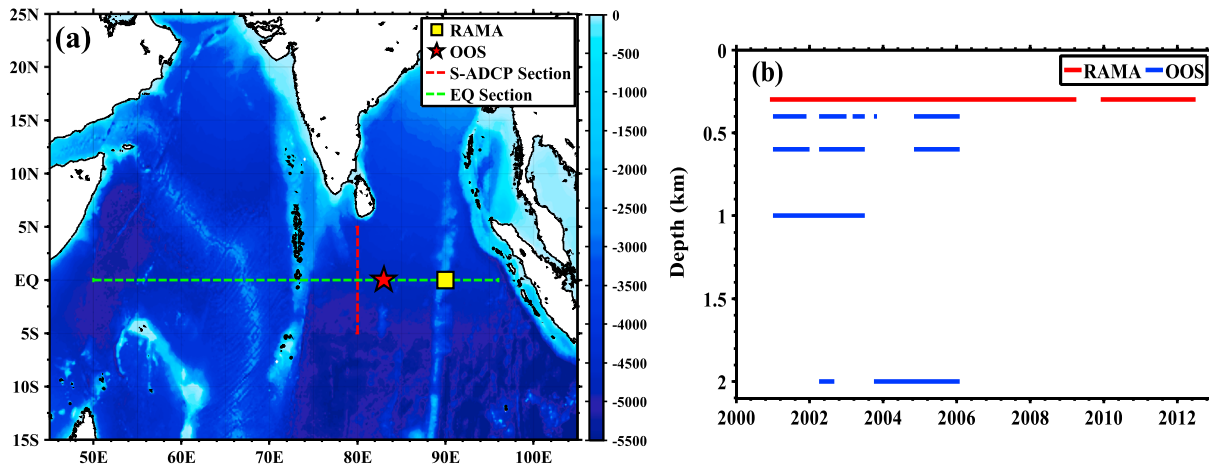 (a)
RAMA
OOS
S-ADCP Section
EQ Section
25N
20N
15N
10N
5N
EQ
5S
10S
15S
50E 60E 70E 80E 90E 100E
0
-500
-1000
-1500
-2000
-2500
-3000
-3500
-4000
-4500
-5000
-5500
(b)
RAMA OOS
Depth (km)
0
0.5
1
1.5
2
2000 2002 2004 2006 2008 2010 2012